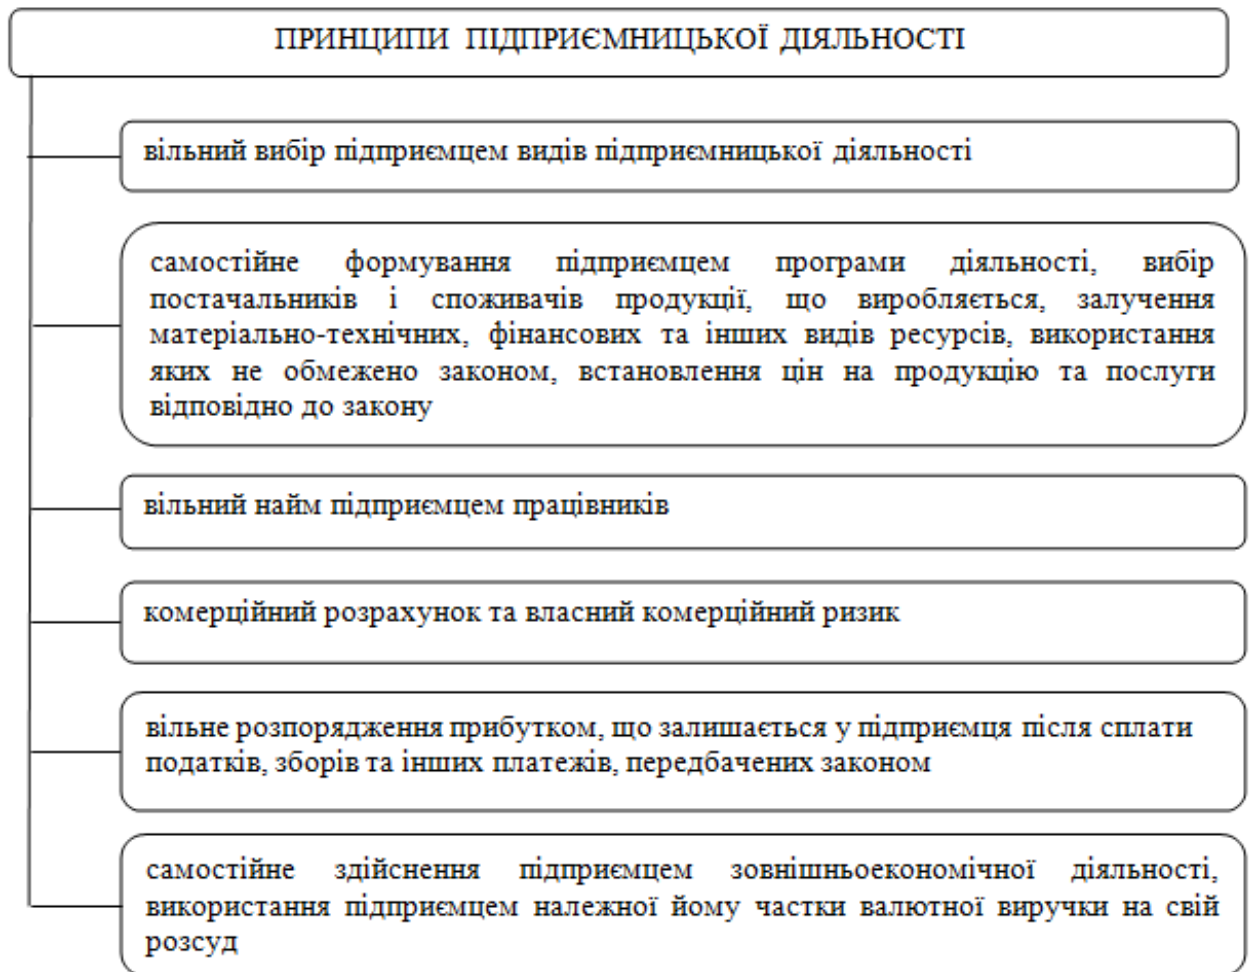 ПРИНЦИПИ ПІДПРИЄМНИЦЬКОЇ ДІЯЛЬНОСТІ
вільний вибір підприємцем видів підприємницької діяльності
самостійне формування підприємцем програми діяльності, вибір
постачальників і споживачів продукції, що виробляється, залучення
матеріально-технічних, фінансових та інших видів ресурсів, використання
яких не обмежено законом, встановлення цін на продукцію та послуги
відповідно до закону
вільний найм підприємцем працівників
комерційний розрахунок та власний комерційний ризик
вільне розпорядження прибутком, що залишається у підприємця після сплати
податків, зборів та інших платежів, передбачених законом
самостійне здійснення підприємцем зовнішньоекономічної діяльності,
використання підприємцем належної йому частки валютної виручки на свій
розсуд